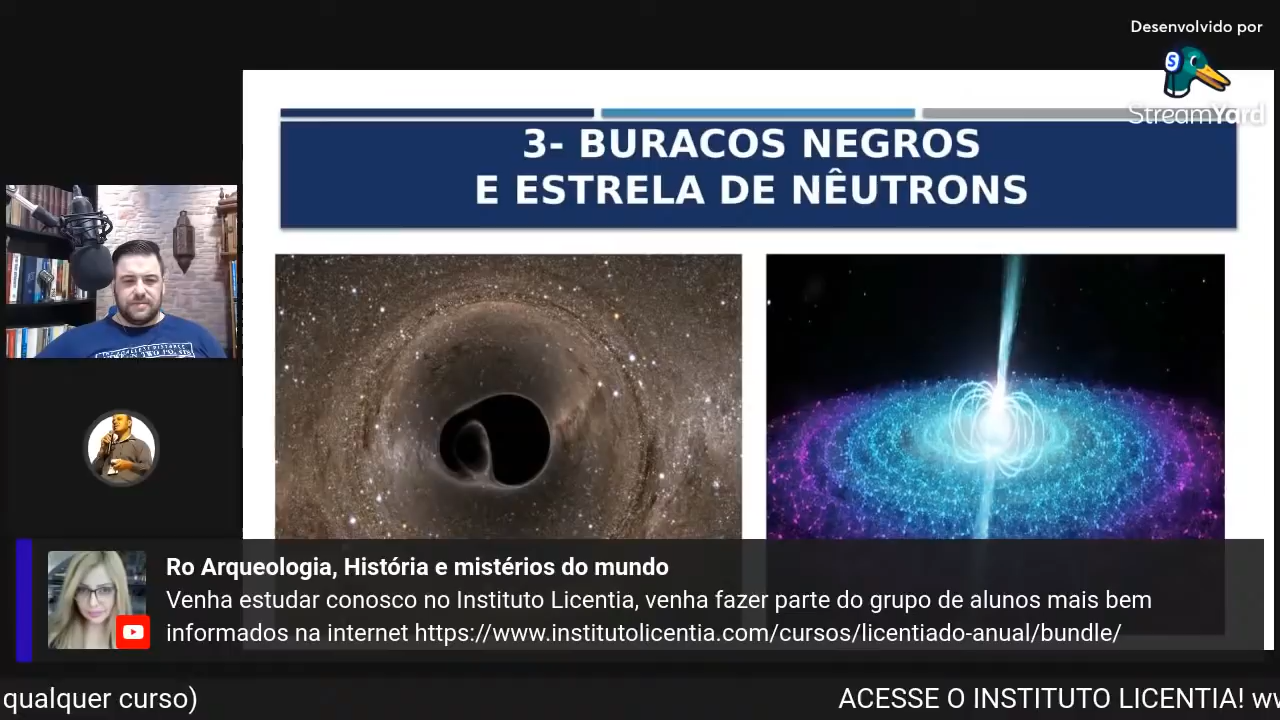 Desenvolvido por
StreamYard
3- BURACOS NEGROS
E ESTRELA DE NÊUTRONS
Ro Arqueologia, História e mistérios do mundo
Venha estudar conosco no Instituto Licentia, venha fazer parte do grupo de alunos mais bem
informados na internet https://www.institutolicentia.com/cursos/licentiado-anual/bundle/
qualquer curso)
ACESSE O INSTITUTO LICENTIA!